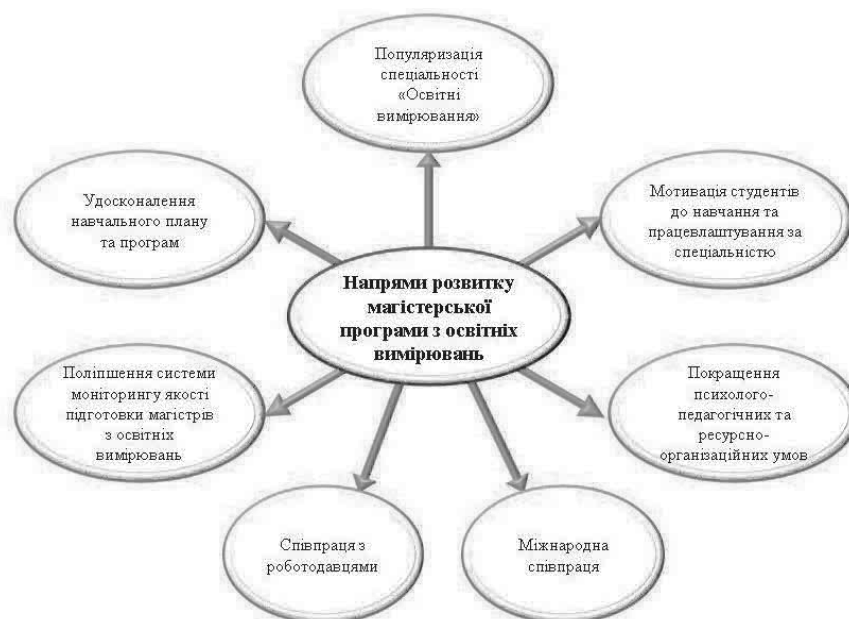 Популяризація
спеціальності
«Освітні
вимірювання»
Удосконалення
навчального плану
та програм
Мотивація студентів
до навчання та
працевлаштування за
спеціальністю
Напрями розвитку
магістерської
програми з освітніх
вимірювань
Поліпшення системи
моніторингу якості
підготовки магістрів
з освітніх
вимірювань
Покращення
психолого-
педагогічних та
ресурсно-
організаційних умов
Співпраця з
роботодавцями
Міжнародна
співпраця